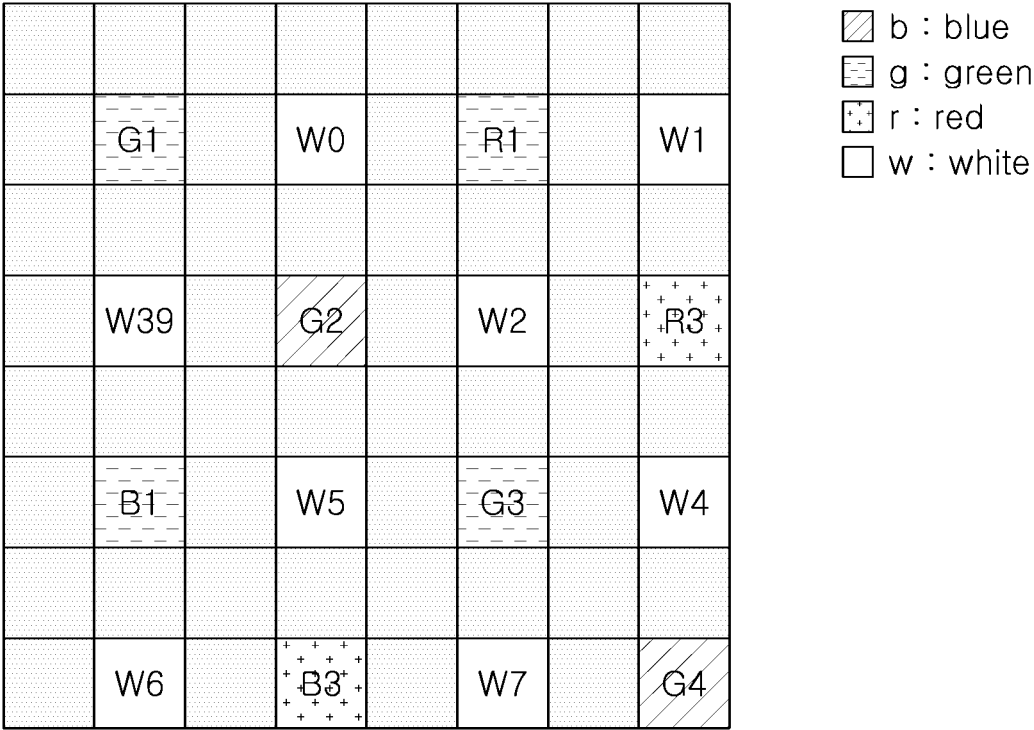 b : blue
g : green
r : red
w : white
G1 W0 R1 W1
W39 G2 W2 R3
B1 W5 G3 W4
W6 B3 W7 G4